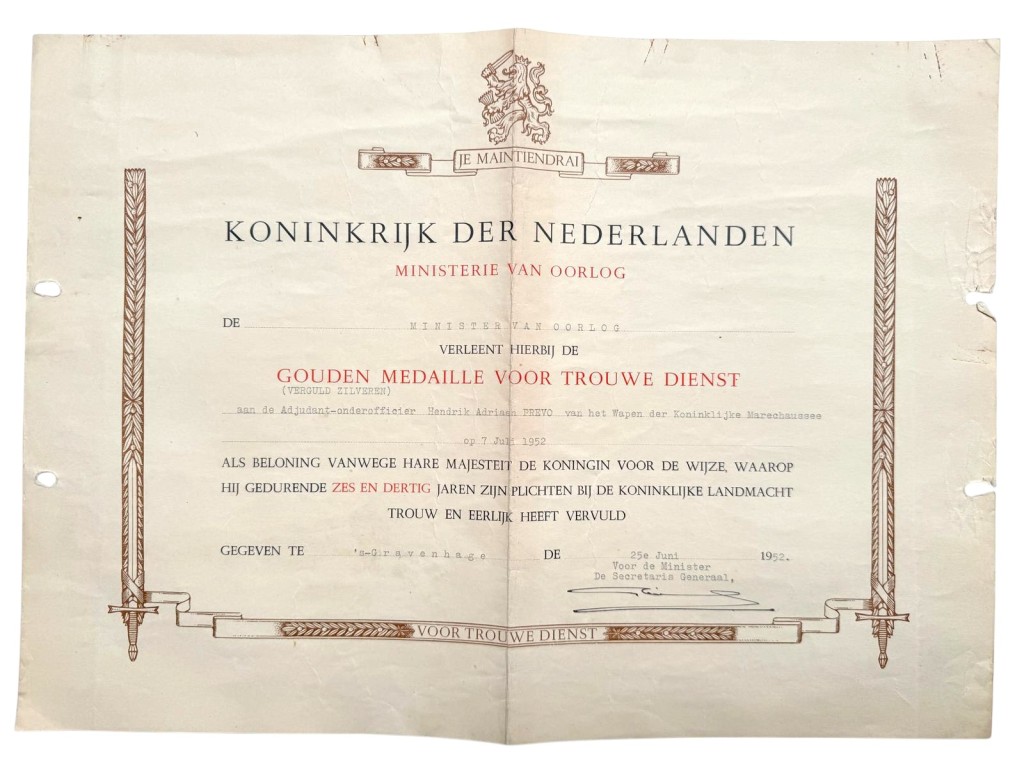 JE MAINTIENDRAI
KONINKRIJK DER NEDERLANDEN
MINISTERIE VAN OORLOG
DE MINISTER VAN OORLOG
VERLEENT HIERBIJ DE
GOUDEN MEDAILLE VOOR TROUWE DIENST
(VERGULD ZILVEREN)
aan de Adjudant-onderofficier Hendrik Adriaan PREVO van het Wapen der Koninklijke Marechaussee
op 7 Juli 1952
ALS BELONING VANWEGE HARE MAJESTEIT DE KONINGIN VOOR DE WIJZE, WAAROP
HIJ GEDURENDE ZES EN DERTIG JAREN ZIJN PLICHTEN BIJ DE KONINKLIJKE LANDMACHT
TROUW EN EERLIJK HEEFT VERVULD
GEGEVEN TE 's-Gravenhage DE 25e Juni 1952.
Voor de Minister
De Secretaris Generaal,
VOOR TROUWE DIENST